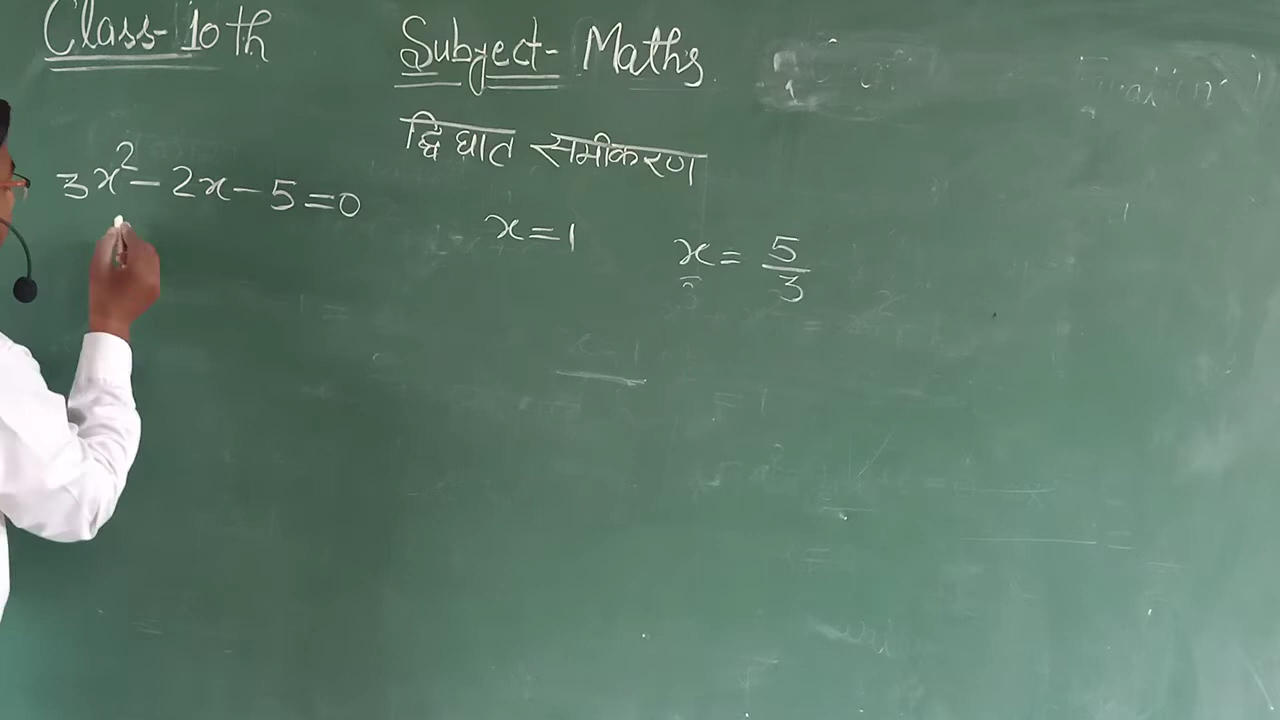 Class-10th
Subject-Maths
द्विघात समीकरण
3x²-2x-5=0
x=1
x=5/3